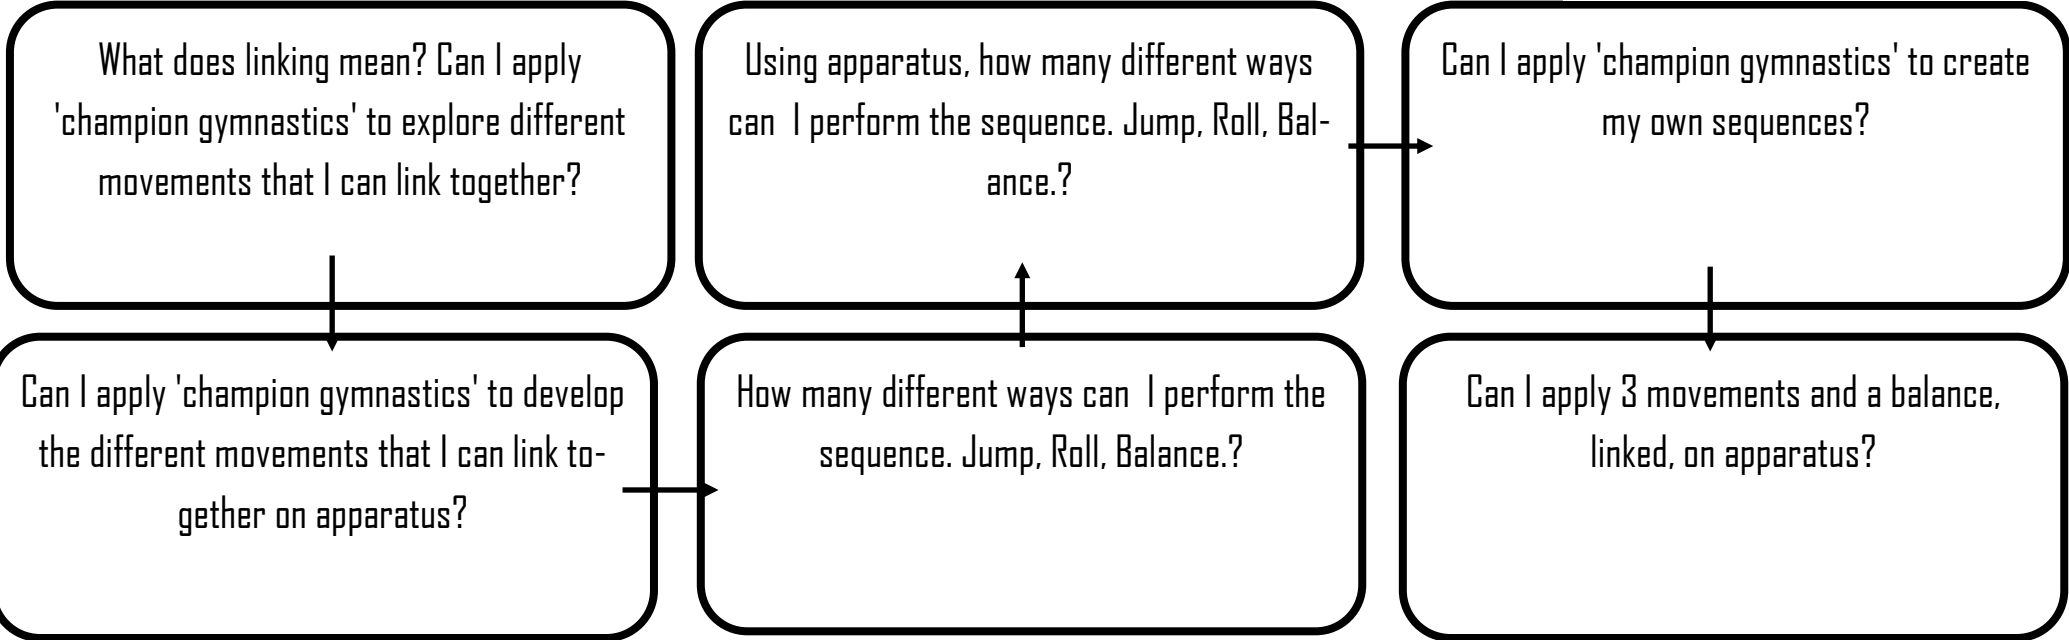 What does linking mean? Can I apply
'champion gymnastics' to explore different
movements that I can link together?
Can I apply 'champion gymnastics' to develop
the different movements that I can link to-
gether on apparatus?
How many different ways can  I perform the
sequence. Jump, Roll, Balance.?
Using apparatus, how many different ways
can  I perform the sequence. Jump, Roll, Bal-
ance.?
Can I apply 'champion gymnastics' to create
my own sequences?
Can I apply 3 movements and a balance,
linked, on apparatus?